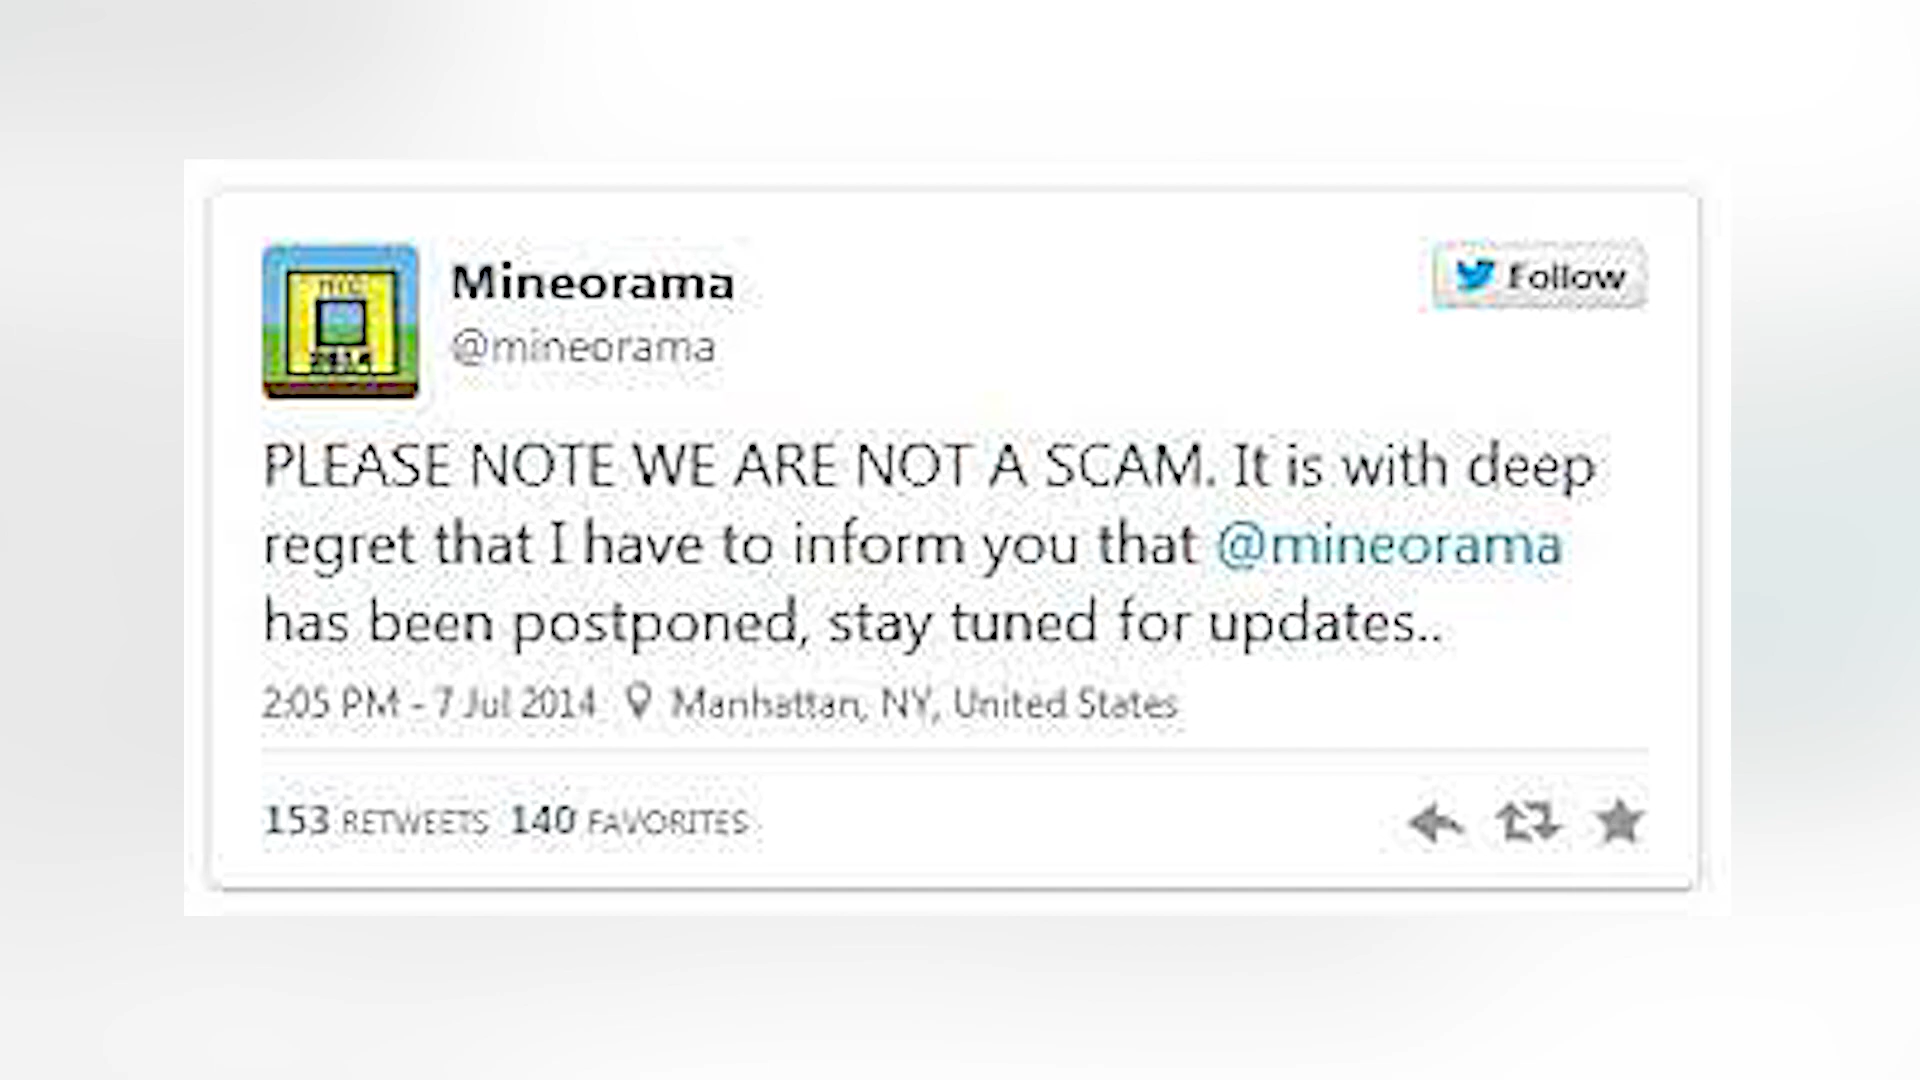 Mineorama
Follow
@mineorama
NYC
2014
PLEASE NOTE WE ARE NOT A SCAM. It is with deep
regret that I have to inform you that @mineorama
has been postponed, stay tuned for updates..
2:05 PM - 7 Jul 2014 Manhattan, NY, United States
153 RETWEETS 140 FAVORITES